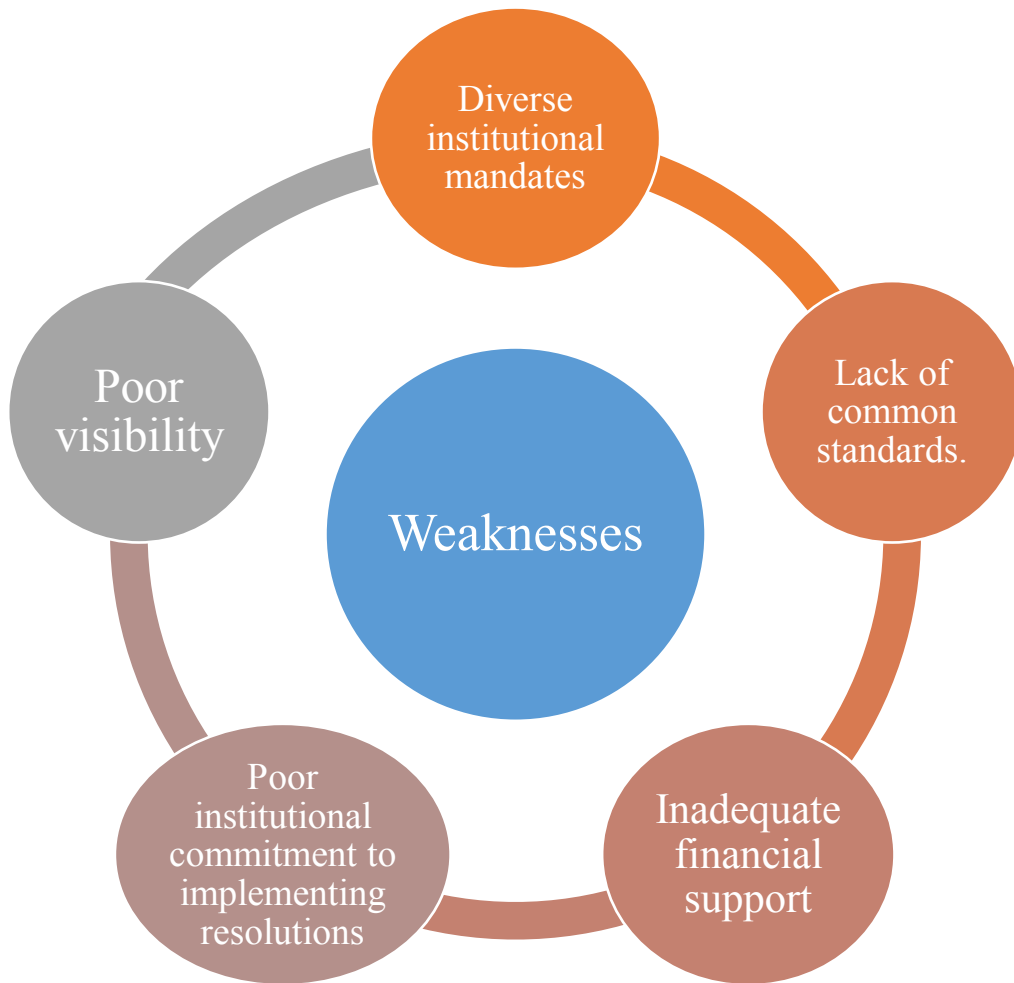 Diverse
institutional
mandates
Lack of
common
standards.
Inadequate
financial
support
Poor
institutional
commitment to
implementing
resolutions
Poor
visibility
Weaknesses